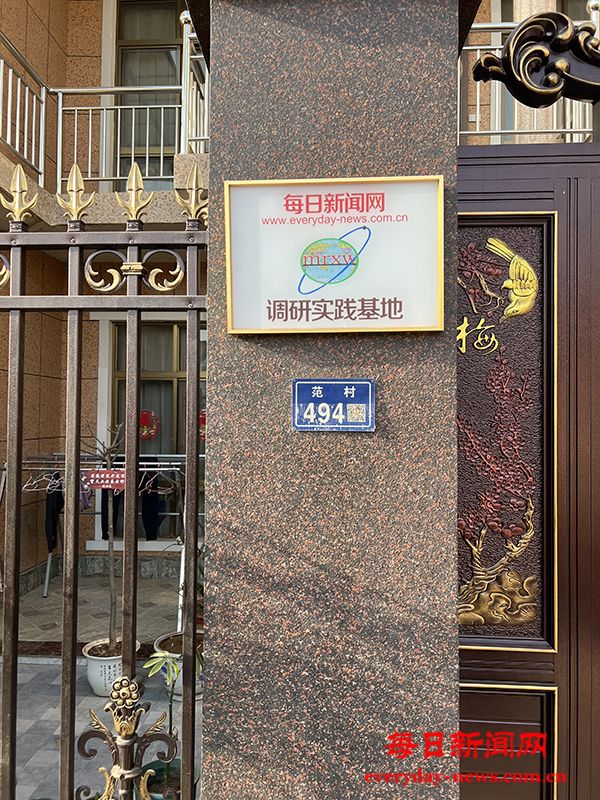 每日新闻网
www.everyday-news.com.cn
mrxw
调研实践基地
范村
494
梅
每日新闻网
everyday-news.com.cn